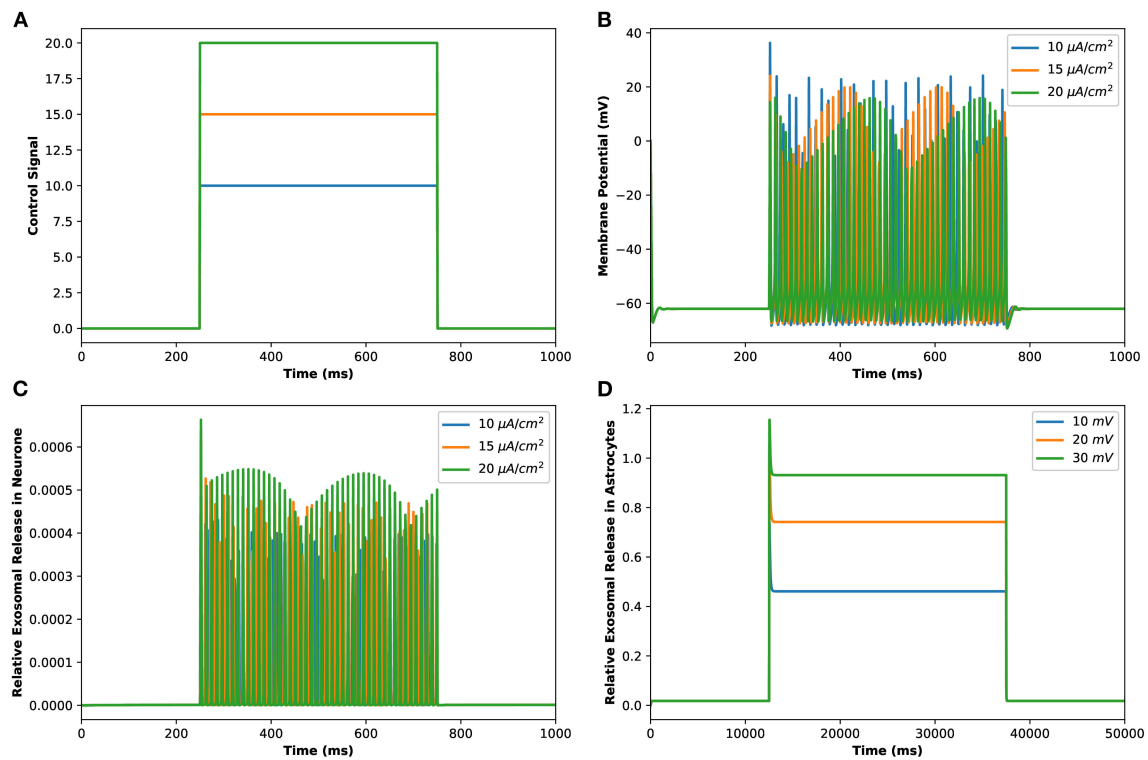 A
Control Signal
20.0
17.5
15.0
12.5
10.0
7.5
5.0
2.5
0.0
0 200 400 600 800 1000
Time (ms)
B
Membrane Potential (mV)
40
20
0
−20
−40
−60
10 μA/cm²
15 μA/cm²
20 μA/cm²
0 200 400 600 800 1000
Time (ms)
C
Relative Exosomal Release in Neurone
0.0006
0.0005
0.0004
0.0003
0.0002
0.0001
0.0000
10 μA/cm²
15 μA/cm²
20 μA/cm²
0 200 400 600 800 1000
Time (ms)
D
Relative Exosomal Release in Astrocytes
1.2
1.0
0.8
0.6
0.4
0.2
0.0
10 mV
20 mV
30 mV
0 10000 20000 30000 40000 50000
Time (ms)